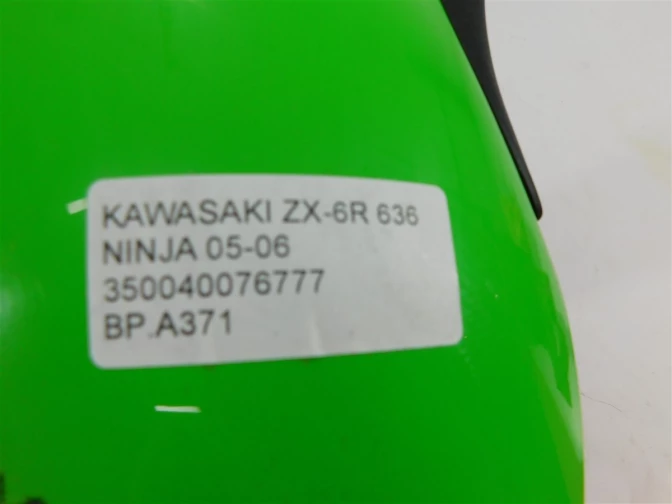 KAWASAKI ZX-6R 636
NINJA 05-06
350040076777
BP.A371